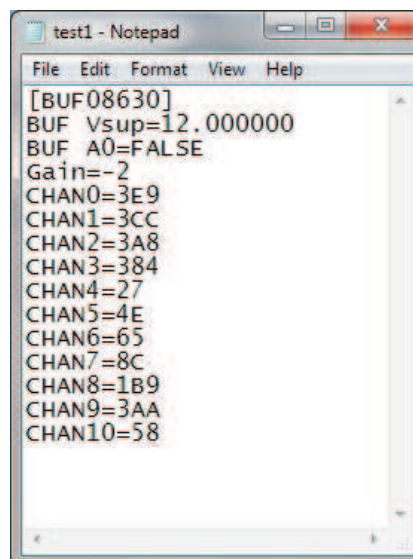 test1 - Notepad
File Edit Format View Help
[BUF08630]
BUF Vsup=12.000000
BUF A0=FALSE
Gain=-2
CHAN0=3E9
CHAN1=3CC
CHAN2=3A8
CHAN3=384
CHAN4=27
CHAN5=4E
CHAN6=65
CHAN7=8C
CHAN8=1B9
CHAN9=3AA
CHAN10=58